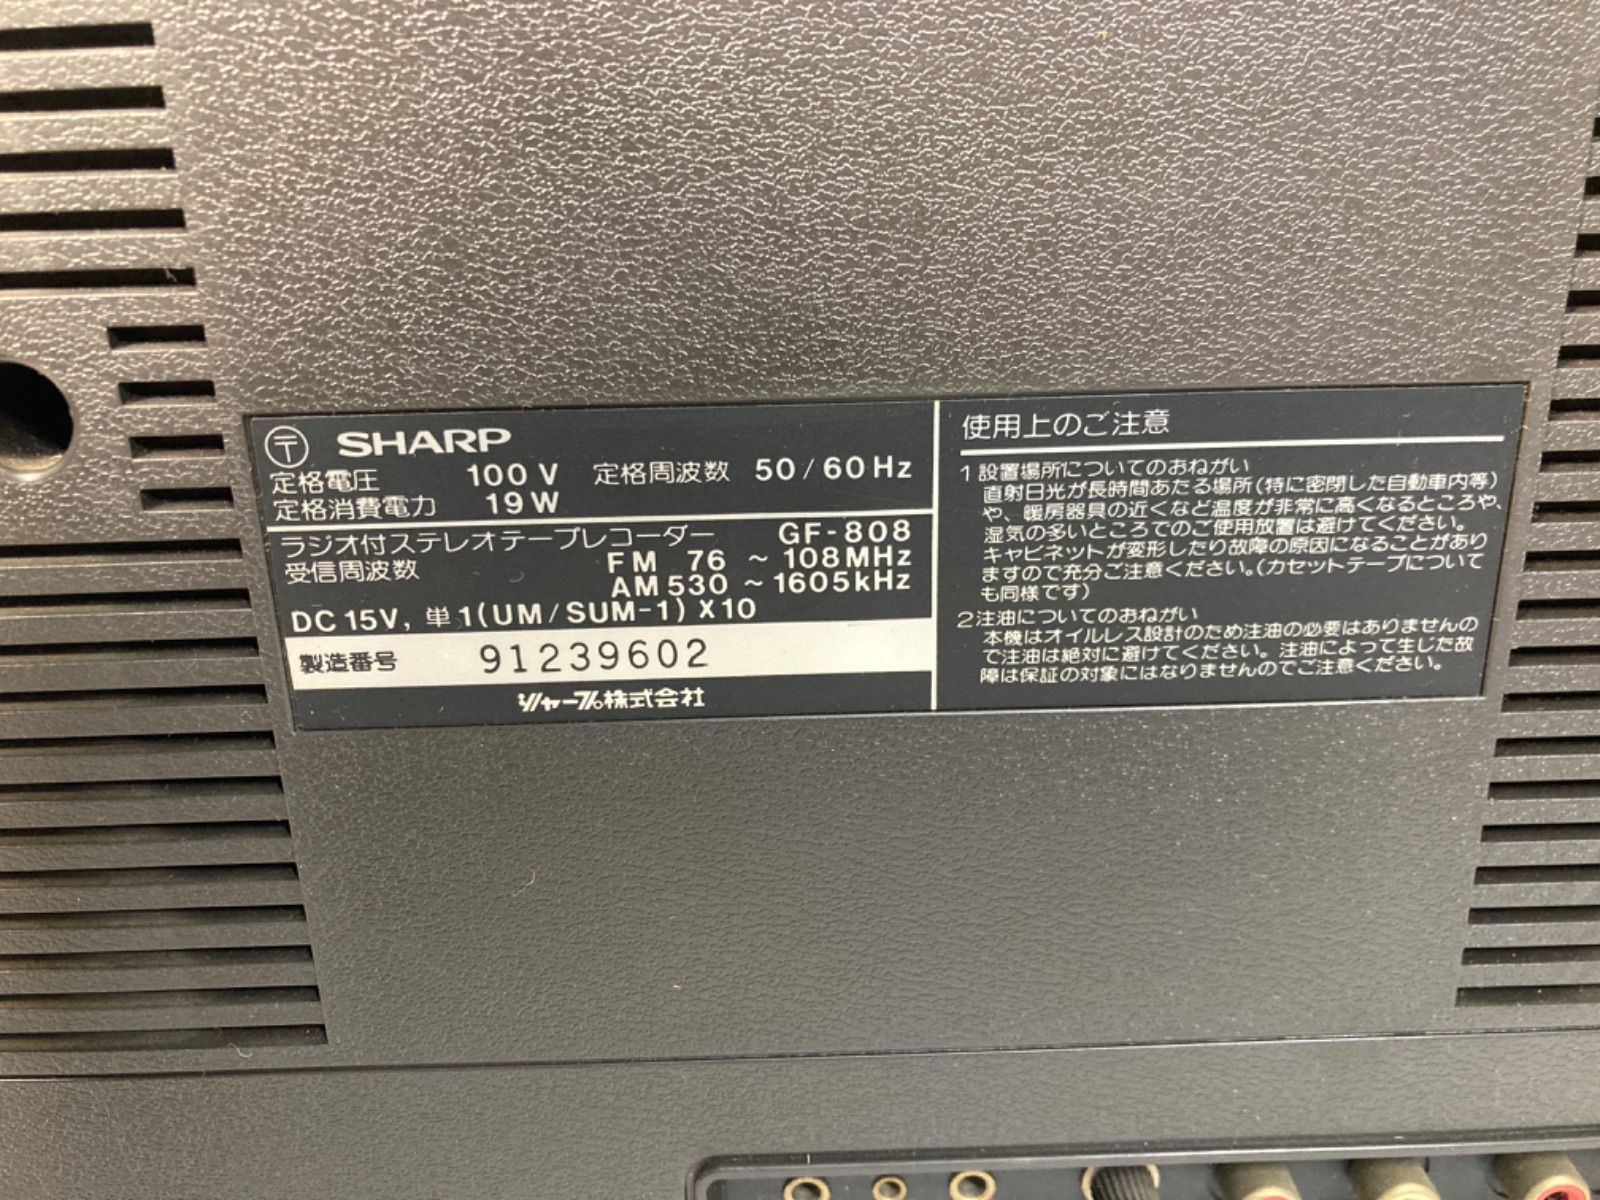 〒 SHARP
定格電圧 100V 定格周波数 50/60Hz
定格消費電力 19W
ラジオ付ステレオテープレコーダー GF-808
受信周波数 FM 76 ~ 108MHz
AM 530 ~ 1605kHz
DC 15V, 単1(UM/SUM-1) X10
製造番号 91239602
シャープ株式会社
使用上のご注意
1 設置場所についてのおねがい
直射日光が長時間あたる場所(特に密閉した自動車内等)
や、暖房器具の近くなど温度が非常に高くなるところや、
湿気の多いところでのご使用放置は避けてください。
キャビネットが変形したり故障の原因になることがあり
ますので充分ご注意ください。(カセットテープについて
も同様です)
2 注油についてのおねがい
本機はオイルレス設計のため注油の必要はありませんの
で注油は絶対に避けてください。注油によって生じた故
障は保証の対象にはなりませんのでご注意ください。